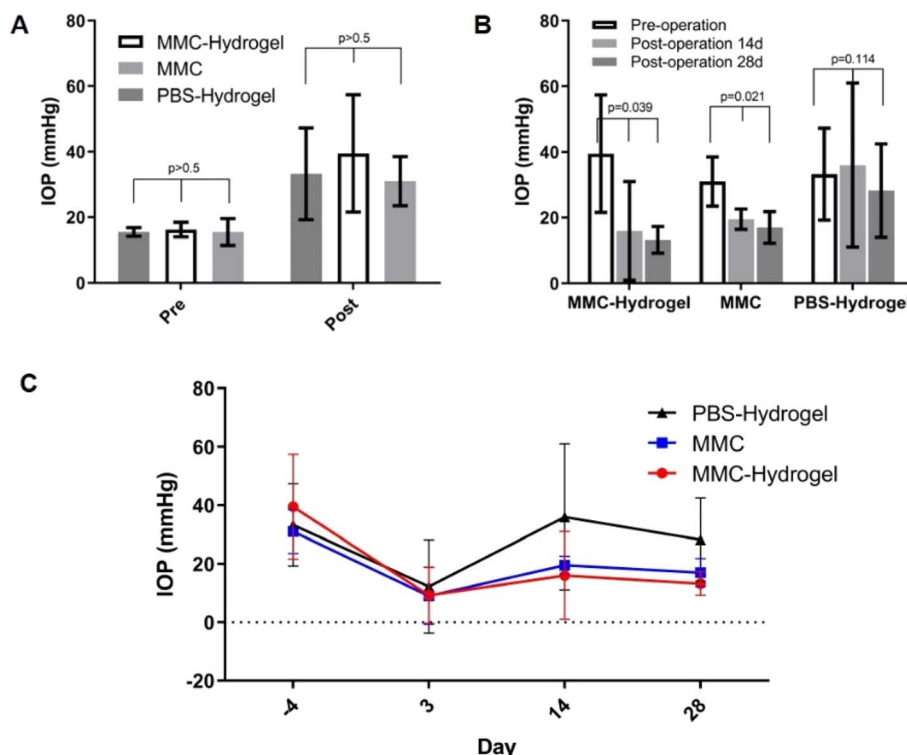 A
IOP (mmHg)
80
60
40
20
0
MMC-Hydrogel
MMC
PBS-Hydrogel
p>0.5
p>0.5
Pre
Post
B
IOP (mmHg)
80
60
40
20
0
Pre-operation
Post-operation 14d
Post-operation 28d
p=0.039
p=0.021
p=0.114
MMC-Hydrogel
MMC
PBS-Hydrogel
C
IOP (mmHg)
80
60
40
20
0
-20
PBS-Hydrogel
MMC
MMC-Hydrogel
-4
3
14
28
Day